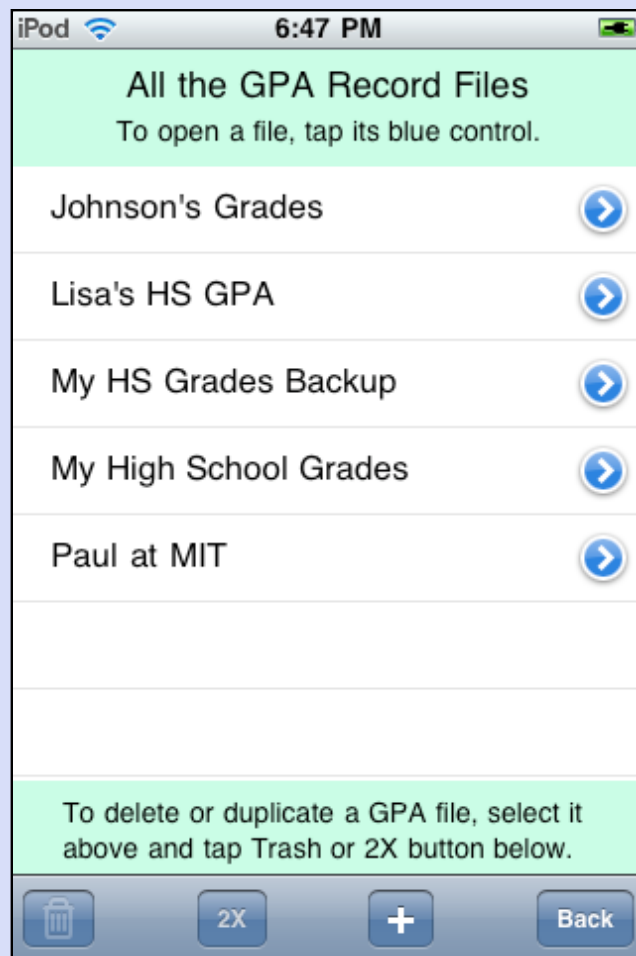 iPod 6:47 PM
All the GPA Record Files
To open a file, tap its blue control.
Johnson's Grades
Lisa's HS GPA
My HS Grades Backup
My High School Grades
Paul at MIT
To delete or duplicate a GPA file, select it
above and tap Trash or 2X button below.
2X + Back